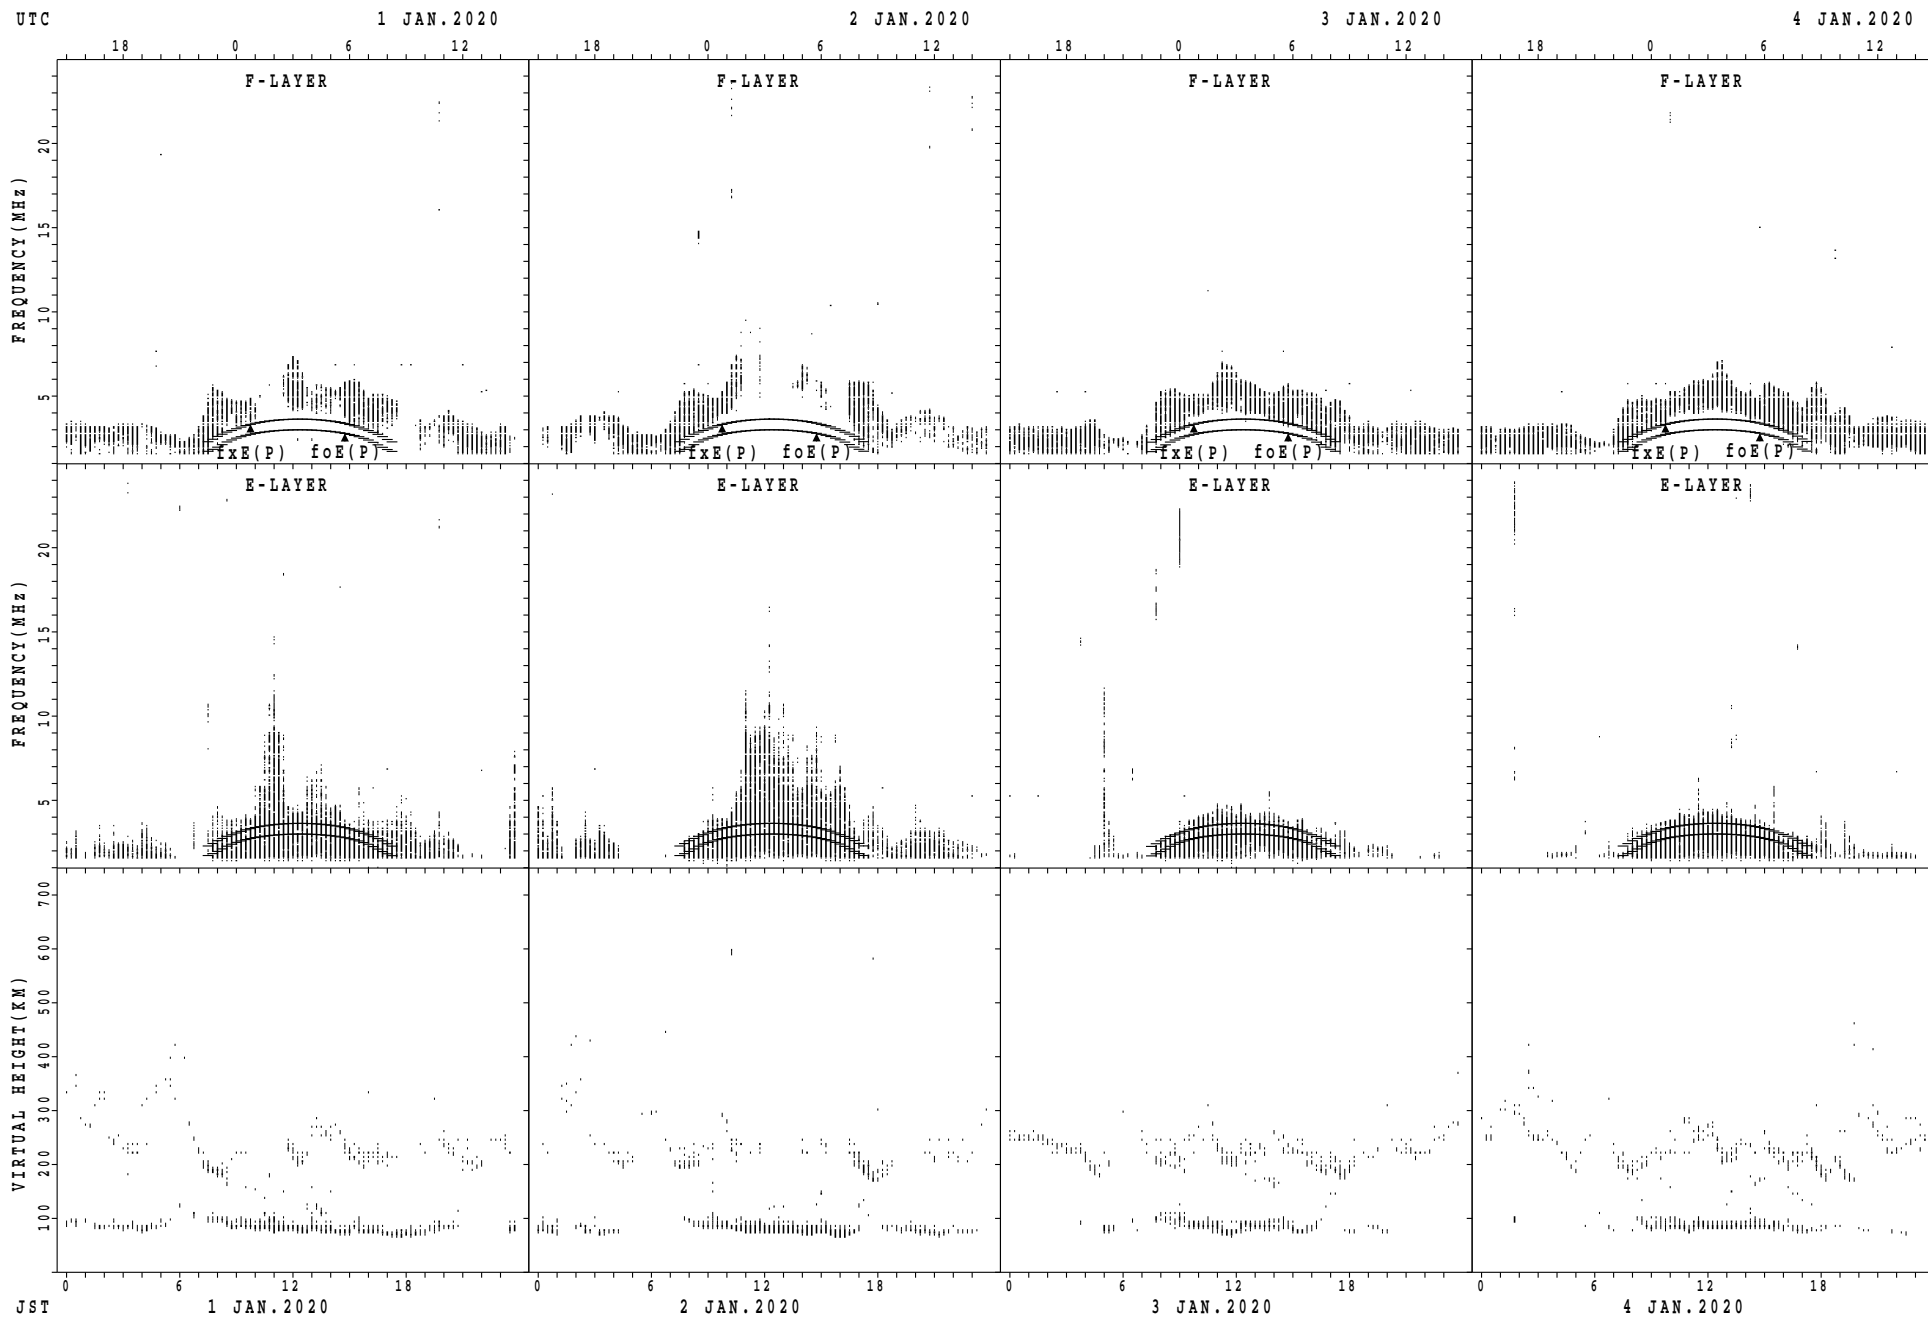 UTC 1 JAN.2020 2 JAN.2020 3 JAN.2020 4 JAN.2020
18 0 6 12 18 0 6 12 18 0 6 12 18 0 6 12
F-LAYER F-LAYER F-LAYER F-LAYER
FREQUENCY(MHz)
20
15
10
5
fxE(P) foE(P) fxE(P) foE(P) fxE(P) foE(P) fxE(P) foE(P)
E-LAYER E-LAYER E-LAYER E-LAYER
FREQUENCY(MHz)
20
15
10
5
VIRTUAL HEIGHT(KM)
700
600
500
400
300
200
100
0 6 12 18 0 6 12 18 0 6 12 18 0 6 12 18
JST 1 JAN.2020 2 JAN.2020 3 JAN.2020 4 JAN.2020